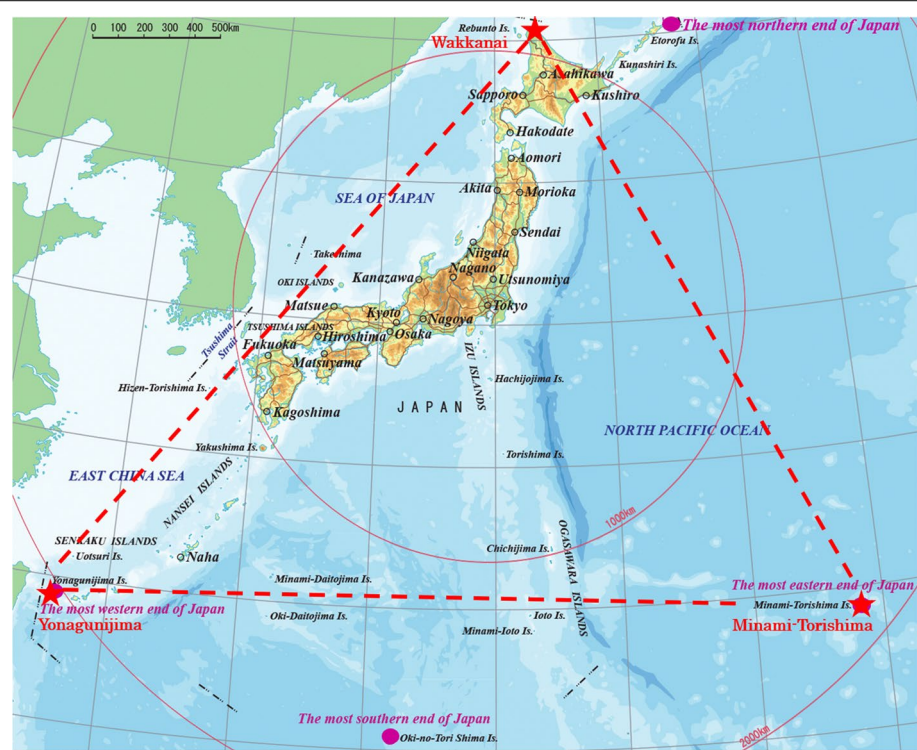 0 100 200 300 400 500km
Rebunto Is.
Wakkanai
The most northern end of Japan
Etorofu Is.
Kunashiri Is.
Asahikawa
Sapporo
Kushiro
Hakodate
Aomori
SEA OF JAPAN
Akita
Morioka
Sendai
Niigata
Takeshima
Nagano
Kanazawa
Utsunomiya
OKI ISLANDS
Matsue
Kyoto
Tokyo
Nagoya
TSUSHIMA ISLANDS
Tsushima
Strait
Hiroshima
Osaka
Fukuoka
Matsuyama
IZU ISLANDS
Hachijojima Is.
Hizen-Torishima Is.
JAPAN
Kagoshima
NORTH PACIFIC OCEAN
Yakushima Is.
Torishima Is.
EAST CHINA SEA
NANSEI ISLANDS
1000km
SENKAKU ISLANDS
Uotsuri Is.
Naha
Chichijima Is.
OGASAWARA ISLANDS
Yonagunijima Is.
Minami-Daitojima Is.
The most eastern end of Japan
The most western end of Japan
Oki-Daitojima Is.
Ioto Is.
Minami-Torishima Is.
Yonagunijima
Minami-Ioto Is.
Minami-Torishima
The most southern end of Japan
Oki-no-Tori Shima Is.
2000km